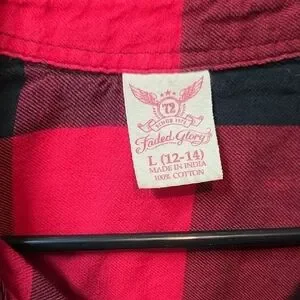 72
SINCE 1972
Faded Glory
L (12-14)
MADE IN INDIA
100% COTTON